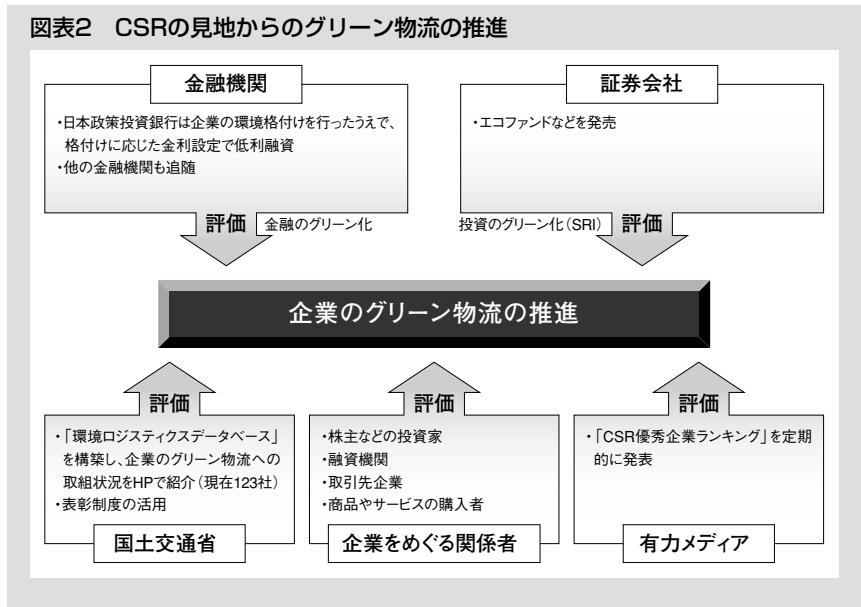 図表2 CSRの見地からのグリーン物流の推進
金融機関
・日本政策投資銀行は企業の環境格付けを行ったうえで、
格付けに応じた金利設定で低利融資
・他の金融機関も追随
評価 金融のグリーン化
証券会社
・エコファンドなどを発売
投資のグリーン化（SRI） 評価
企業のグリーン物流の推進
評価
・「環境ロジスティクスデータベース」
を構築し、企業のグリーン物流への
取組状況をHPで紹介（現在123社）
・表彰制度の活用
国土交通省
評価
・株主などの投資家
・融資機関
・取引先企業
・商品やサービスの購入者
企業をめぐる関係者
評価
・「CSR優秀企業ランキング」を定期
的に発表
有力メディア